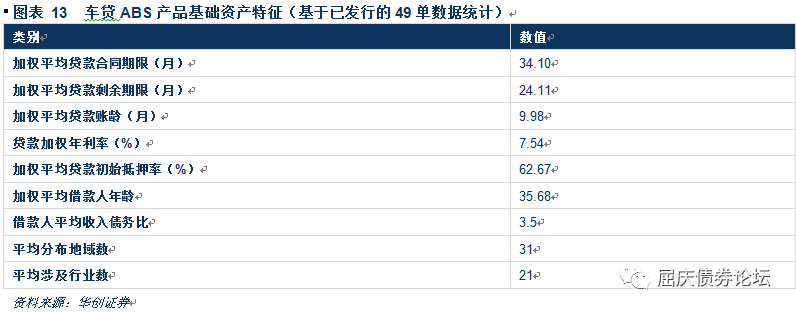 图表 13 车贷 ABS 产品基础资产特征（基于已发行的 49 单数据统计）
类别 数值
加权平均贷款合同期限（月） 34.10
加权平均贷款剩余期限（月） 24.11
加权平均贷款账龄（月） 9.98
贷款加权年利率（%） 7.54
加权平均贷款初始抵押率（%） 62.67
加权平均借款人年龄 35.68
借款人平均收入债务比 3.5
平均分布地域数 31
平均涉及行业数 21
屈庆债券论坛
资料来源：华创证券